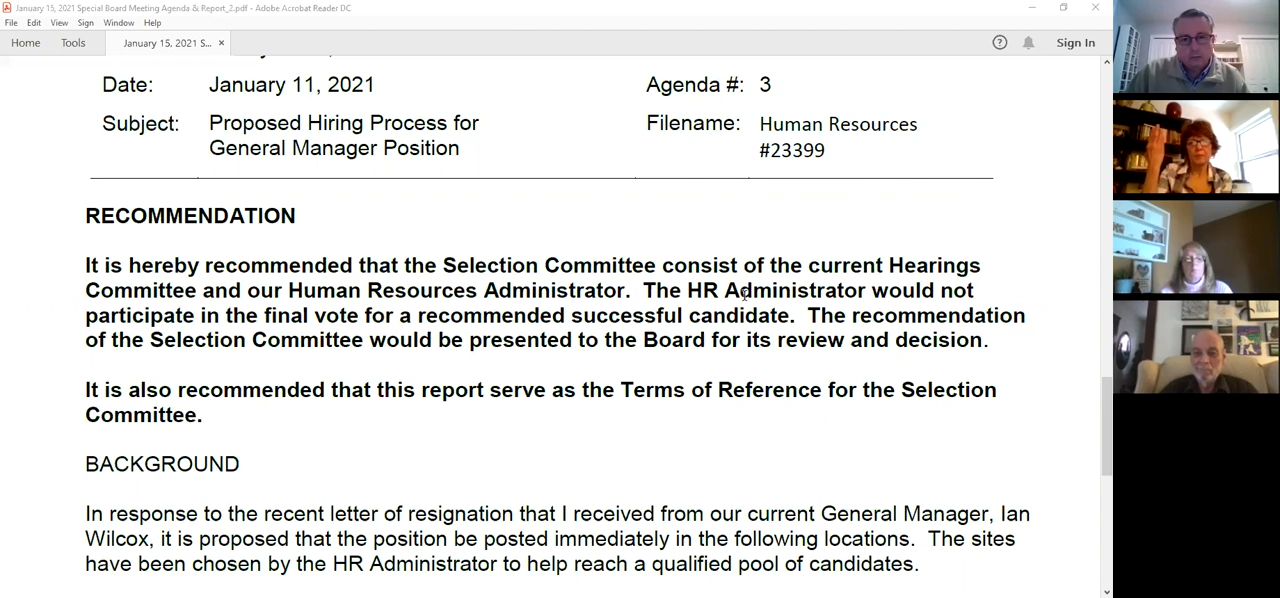 January 15, 2021 Special Board Meeting Agenda & Report_2.pdf - Adobe Acrobat Reader DC
File Edit View Sign Window Help
Home Tools January 15, 2021 S... × Sign In
Date: January 11, 2021 Agenda #: 3
Subject: Proposed Hiring Process for Filename: Human Resources
General Manager Position #23399
RECOMMENDATION
It is hereby recommended that the Selection Committee consist of the current Hearings
Committee and our Human Resources Administrator. The HR Administrator would not
participate in the final vote for a recommended successful candidate. The recommendation
of the Selection Committee would be presented to the Board for its review and decision.
It is also recommended that this report serve as the Terms of Reference for the Selection
Committee.
BACKGROUND
In response to the recent letter of resignation that I received from our current General Manager, Ian
Wilcox, it is proposed that the position be posted immediately in the following locations. The sites
have been chosen by the HR Administrator to help reach a qualified pool of candidates.